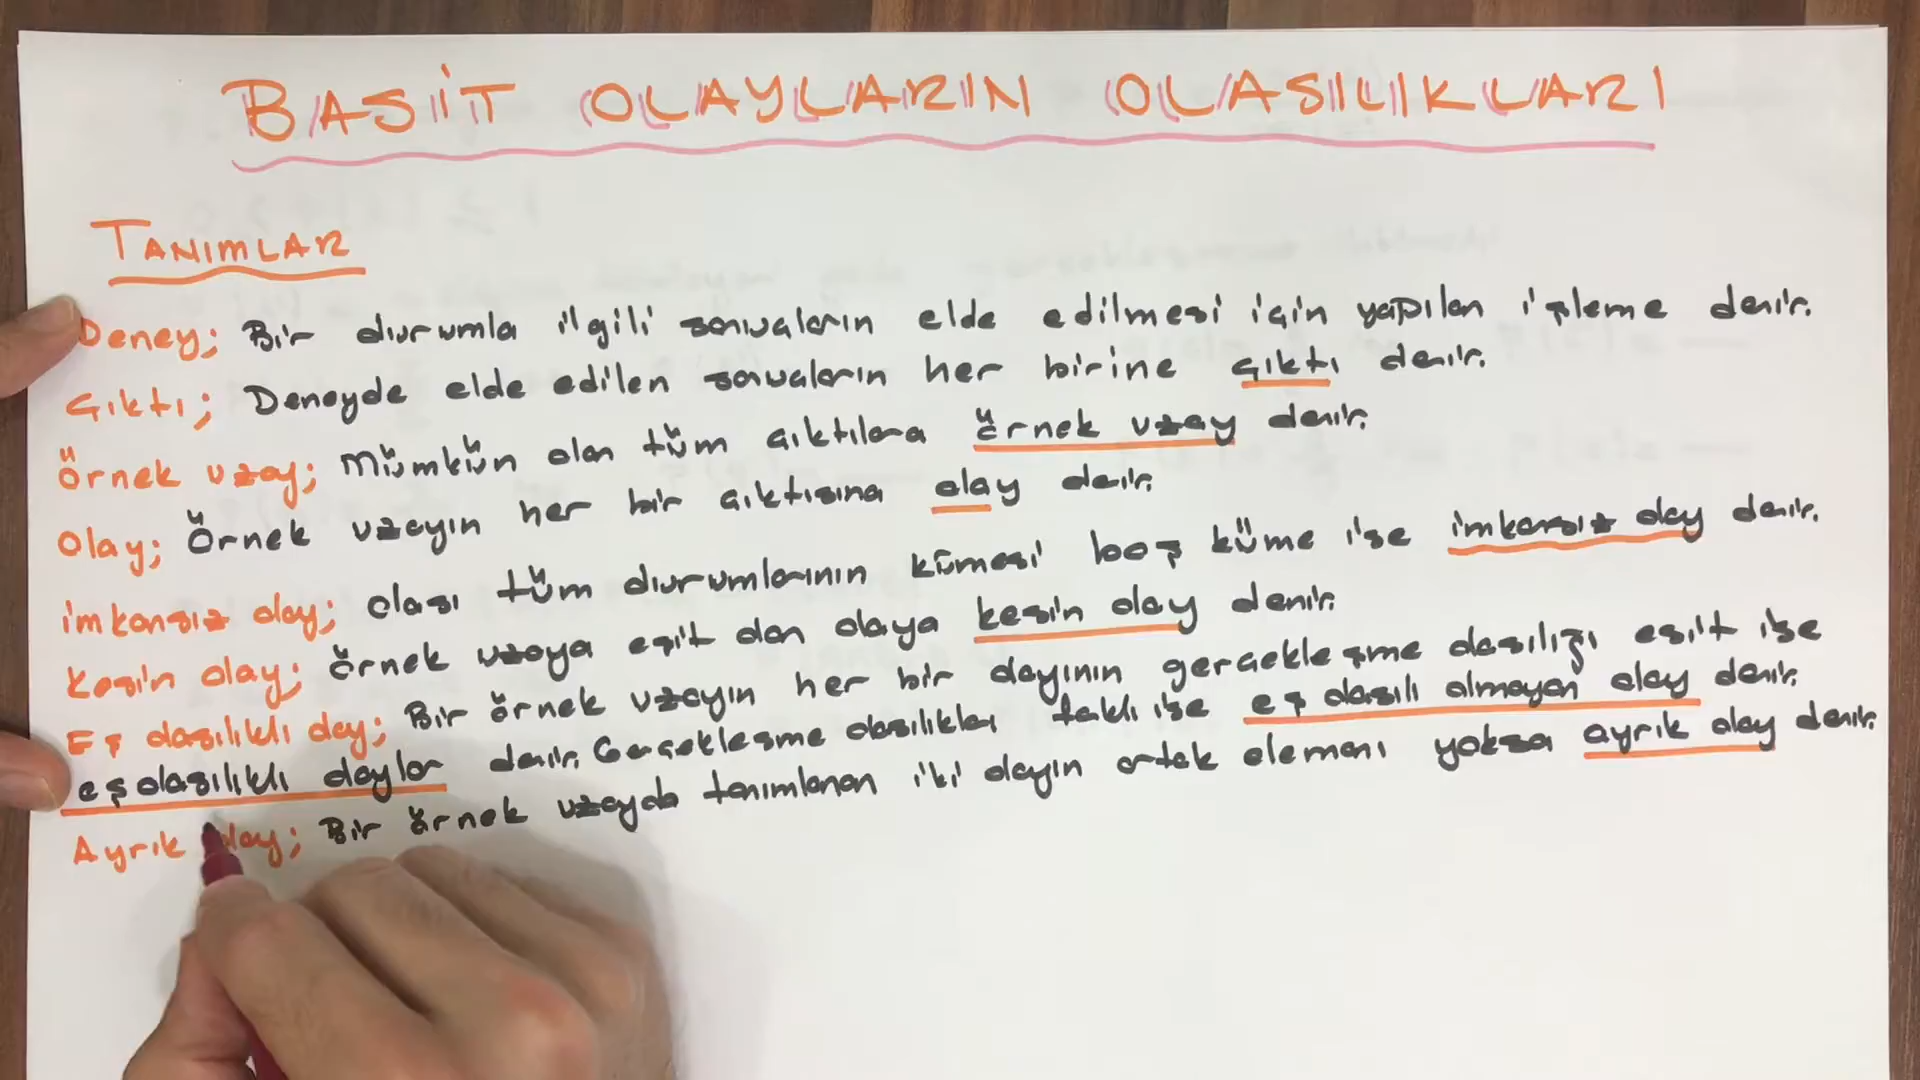 BASİT OLAYLARIN OLASILIKLARI
TANIMLAR
Deney; Bir durumla ilgili sonuçların elde edilmesi için yapılan işleme denir.
Çıktı; Deneyde elde edilen sonuçların her birine çıktı denir.
Örnek uzay; Mümkün olan tüm çıktılara örnek uzay denir.
Olay; Örnek uzayın her bir çıktısına olay denir.
imkansız olay; olası tüm durumlarının kümesi boş küme ise imkansız olay denir.
Kesin olay; örnek uzaya eşit olan olaya kesin olay denir.
Eş olasılıklı olay; Bir örnek uzayın her bir olayının gerçekleşme olasılığı eşit ise
eş olasılıklı olaylar denir. Gerçekleşme olasılıkları farklı ise eş olasılı olmayan olay denir.
Ayrık olay; Bir örnek uzayda tanımlanan iki olayın ortak elemanı yoksa ayrık olay denir.